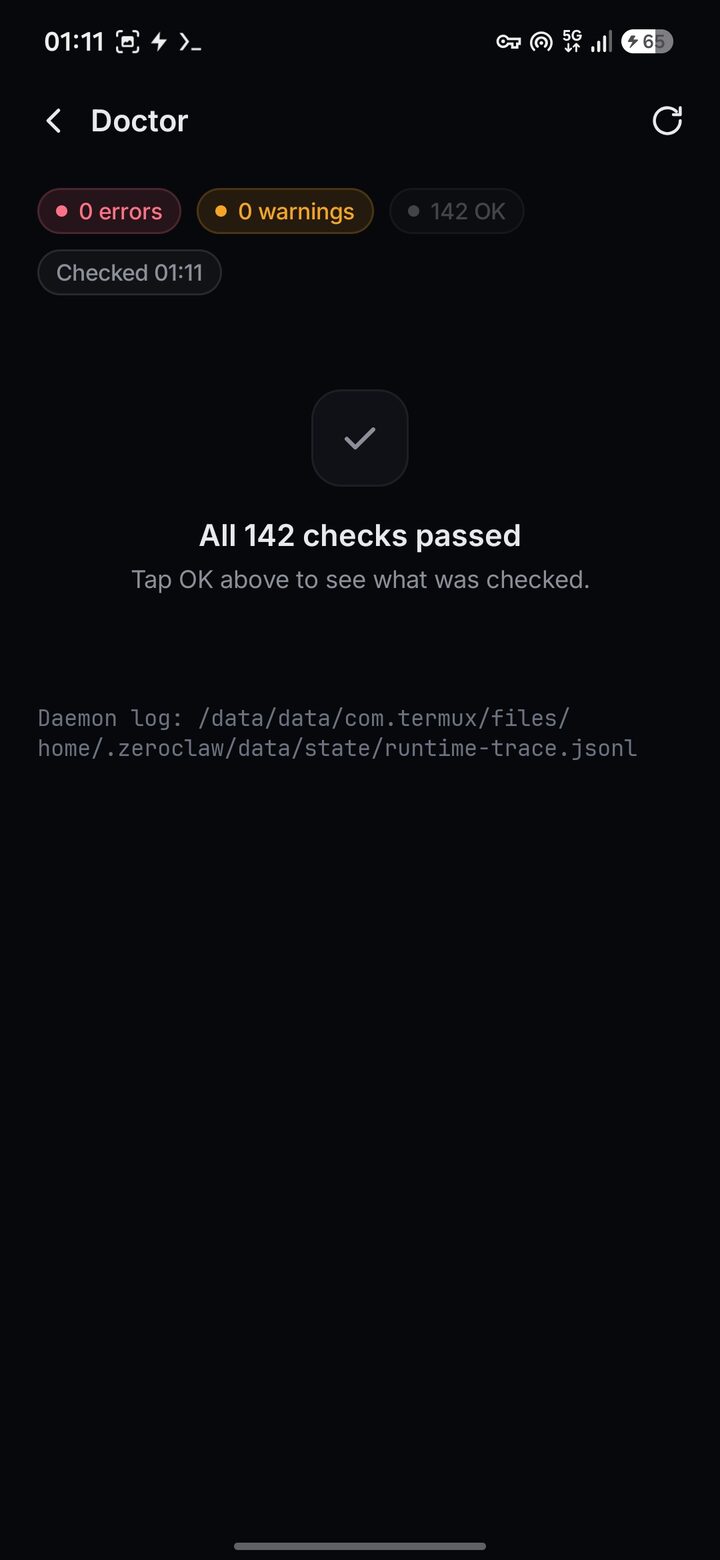 01:11
5G
65
Doctor
0 errors
0 warnings
142 OK
Checked 01:11
All 142 checks passed
Tap OK above to see what was checked.
Daemon log: /data/data/com.termux/files/
home/.zeroclaw/data/state/runtime-trace.jsonl